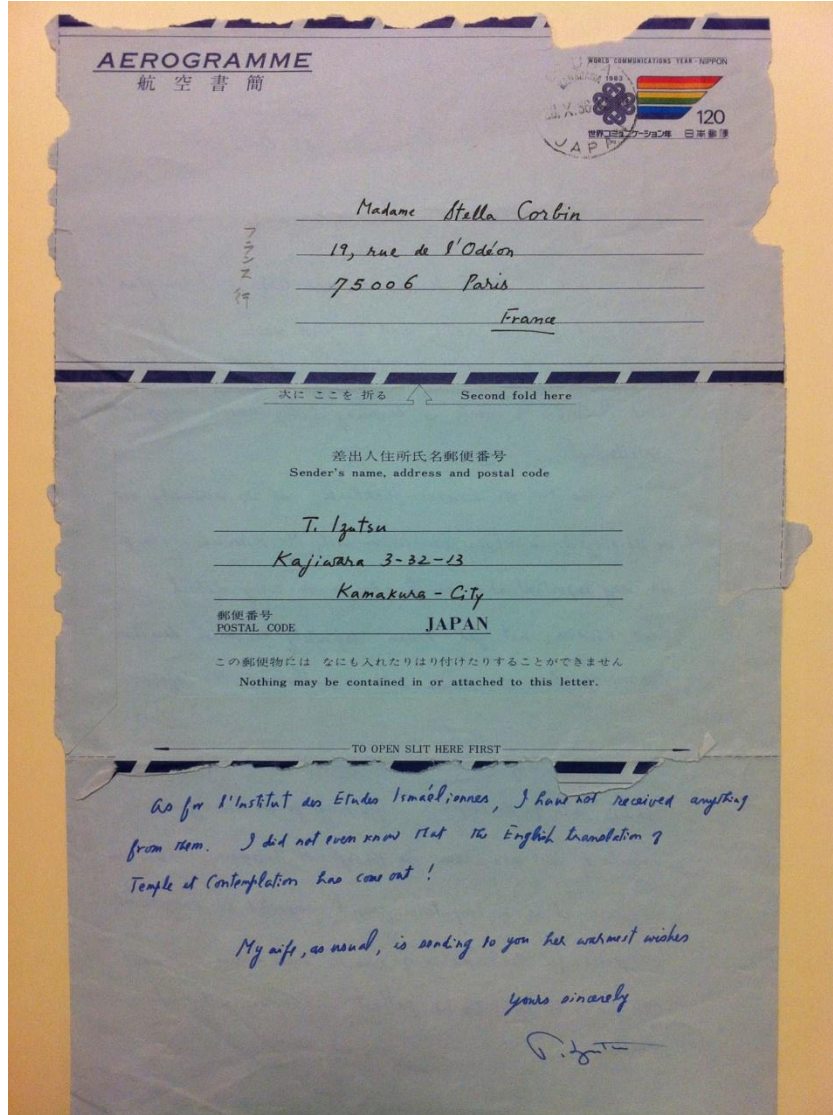 AEROGRAMME
航空書簡
WORLD COMMUNICATIONS YEAR · NIPPON
1983
120
世界コミュニケーション年 日本郵便
JAPAN
Madame Stella Corbin
19, rue de l'Odéon
75006 Paris
France
フランス行
次に ここを 折る Second fold here
差出人住所氏名郵便番号
Sender's name, address and postal code
T. Izutsu
Kajiwara 3-32-13
Kamakura - City
郵便番号
POSTAL CODE JAPAN
この郵便物には なにも入れたりはり付けたりすることができません
Nothing may be contained in or attached to this letter.
TO OPEN SLIT HERE FIRST
As for l'Institut des Etudes Ismaéliennes, I have not received anything
from them. I did not even know that the English translation of
Temple et Contemplation has come out !
My wife, as usual, is sending to you her warmest wishes
yours sincerely
T. Izutsu